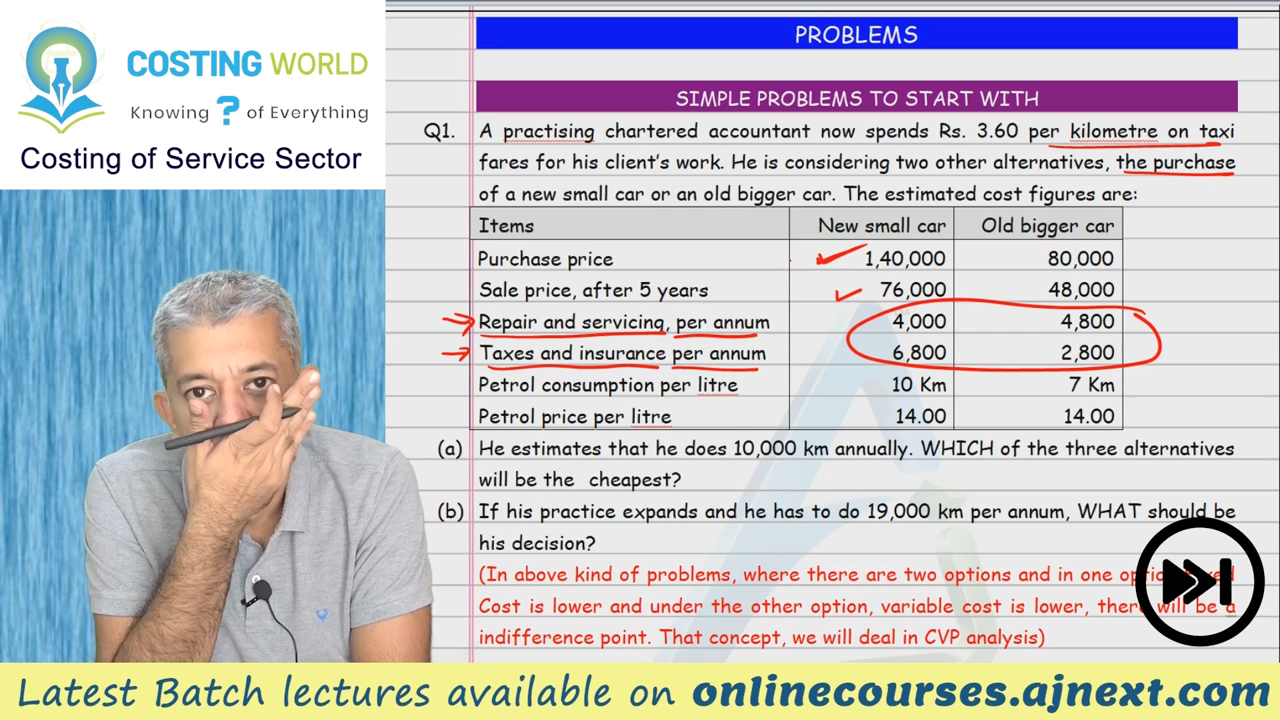 COSTING WORLD
Knowing ? of Everything
Costing of Service Sector
PROBLEMS
SIMPLE PROBLEMS TO START WITH
Q1. A practising chartered accountant now spends Rs. 3.60 per kilometre on taxi
fares for his client's work. He is considering two other alternatives, the purchase
of a new small car or an old bigger car. The estimated cost figures are:
Items New small car Old bigger car
Purchase price 1,40,000 80,000
Sale price, after 5 years 76,000 48,000
Repair and servicing, per annum 4,000 4,800
Taxes and insurance per annum 6,800 2,800
Petrol consumption per litre 10 Km 7 Km
Petrol price per litre 14.00 14.00
(a) He estimates that he does 10,000 km annually. WHICH of the three alternatives
will be the cheapest?
(b) If his practice expands and he has to do 19,000 km per annum, WHAT should be
his decision?
(In above kind of problems, where there are two options and in one
Cost is lower and under the other option, variable cost is lower, there will be a
indifference point. That concept, we will deal in CVP analysis)
Latest Batch lectures available on onlinecourses.ajnext.com